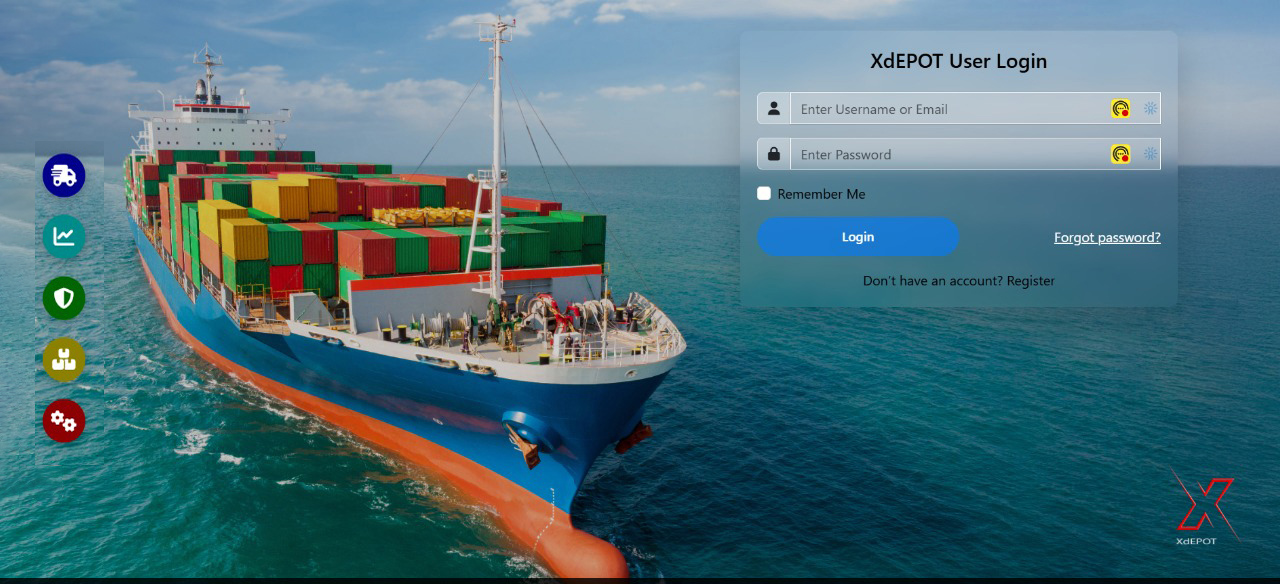 XdEPOT User Login
Enter Username or Email
Enter Password
Remember Me
Login
Forgot password?
Don't have an account? Register
XdEPOT